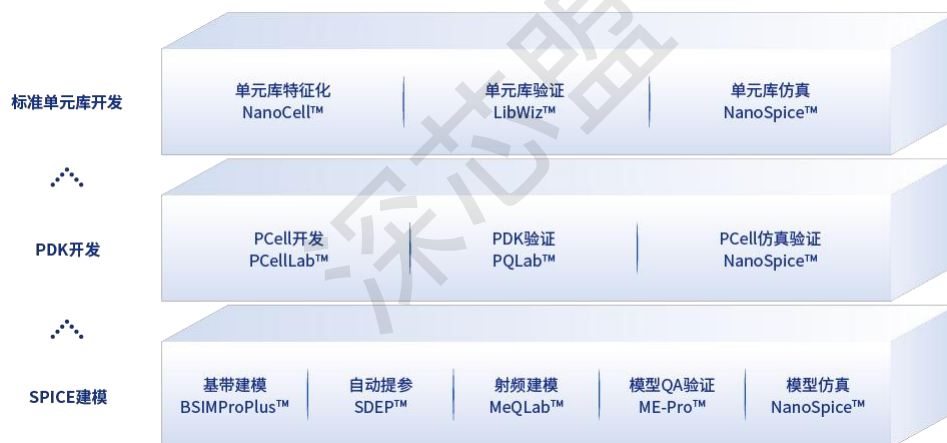 标准单元库开发
单元库特征化
NanoCell™
单元库验证
LibWiz™
单元库仿真
NanoSpice™
PDK开发
PCell开发
PCellLab™
PDK验证
PQLab™
PCell仿真验证
NanoSpice™
SPICE建模
基带建模
BSIMProPlus™
自动提参
SDEP™
射频建模
MeQLab™
模型QA验证
ME-Pro™
模型仿真
NanoSpice™
深芯盟